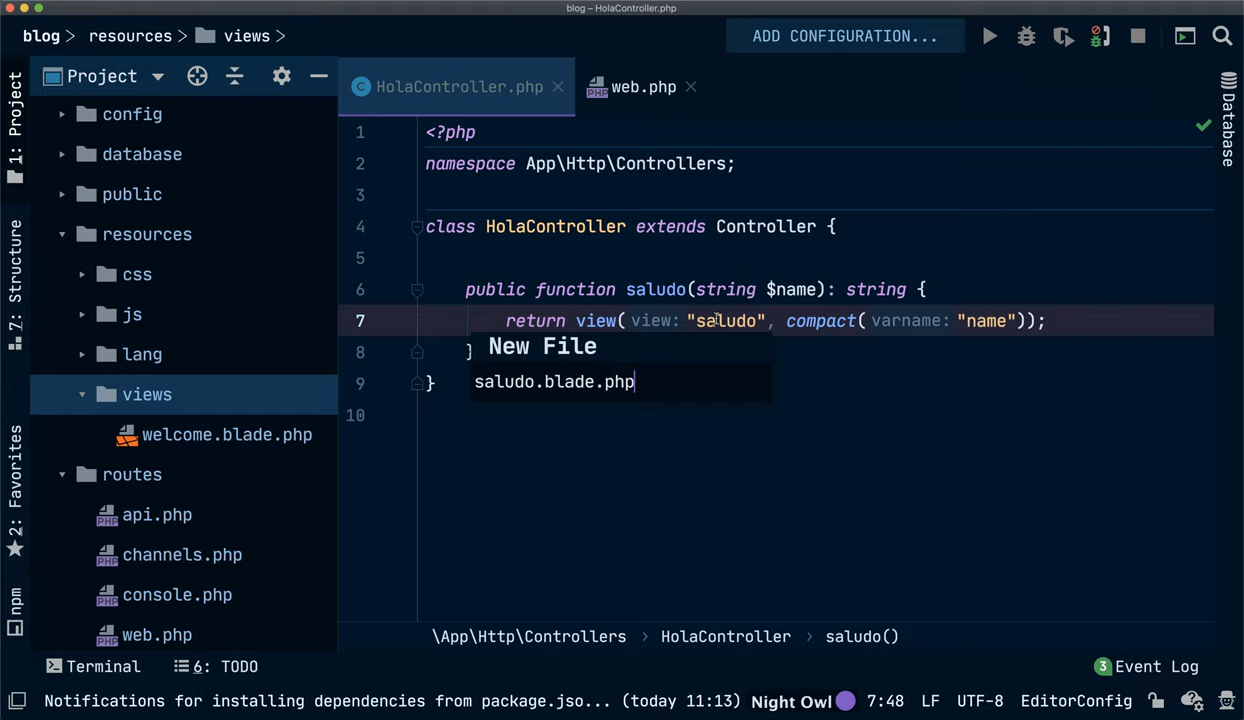 blog – HolaController.php
blog > resources > views >
ADD CONFIGURATION...
1: Project
7: Structure
2: Favorites
npm
Project
config
database
public
resources
css
js
lang
views
welcome.blade.php
routes
api.php
channels.php
console.php
web.php
HolaController.php
web.php
1 <?php
2 namespace App\Http\Controllers;
3
4 class HolaController extends Controller {
5
6 public function saludo(string $name): string {
7 return view( view: "saludo", compact( varname: "name"));
8 }
9 }
10
New File
saludo.blade.php
\App\Http\Controllers > HolaController > saludo()
Database
Terminal
6: TODO
3 Event Log
Notifications for installing dependencies from package.jso... (today 11:13)
Night Owl
7:48
LF
UTF-8
EditorConfig